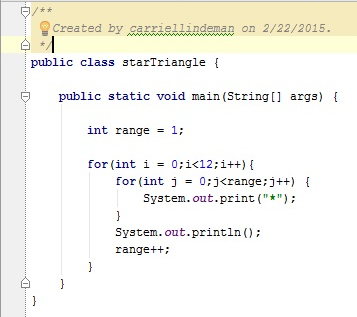 /**
 * Created by carriellindeman on 2/22/2015.
 */
public class starTriangle {

    public static void main(String[] args) {

        int range = 1;

        for(int i = 0;i<12;i++){
            for(int j = 0;j<range;j++) {
                System.out.print("*");
            }
            System.out.println();
            range++;
        }
    }
}